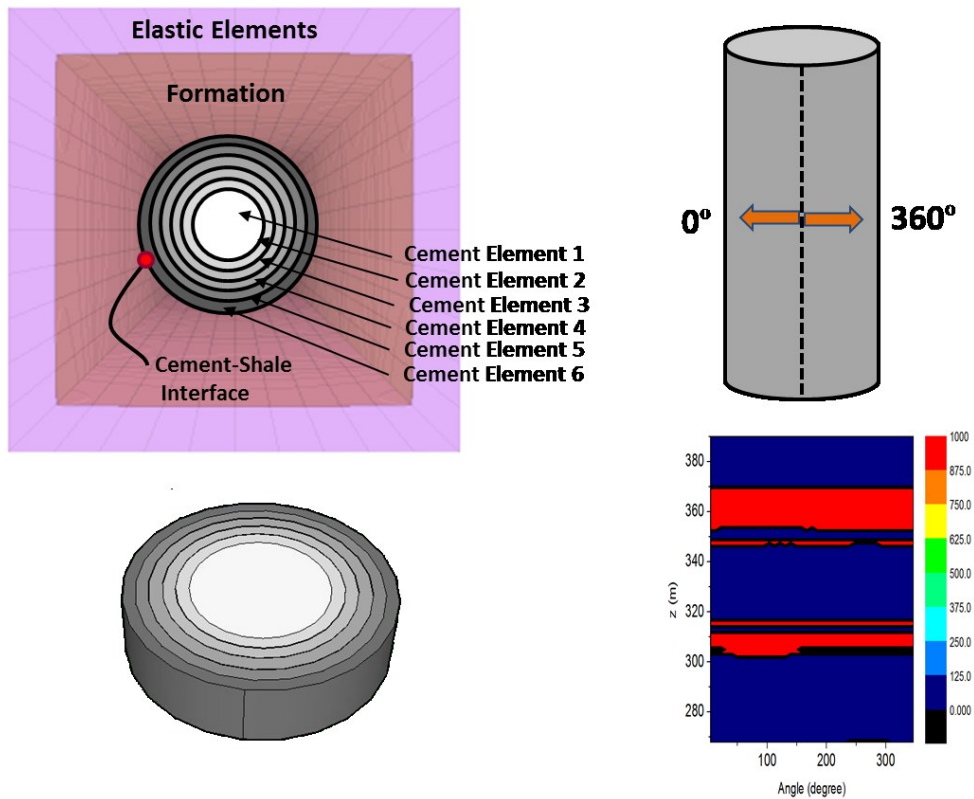 Elastic Elements
Formation
Cement Element 1
Cement Element 2
Cement Element 3
Cement Element 4
Cement Element 5
Cement Element 6
Cement-Shale
Interface
0º
360º
380
360
340
320
300
280
z (m)
100
200
300
Angle (degree)
1000
875.0
750.0
625.0
500.0
375.0
250.0
125.0
0.000